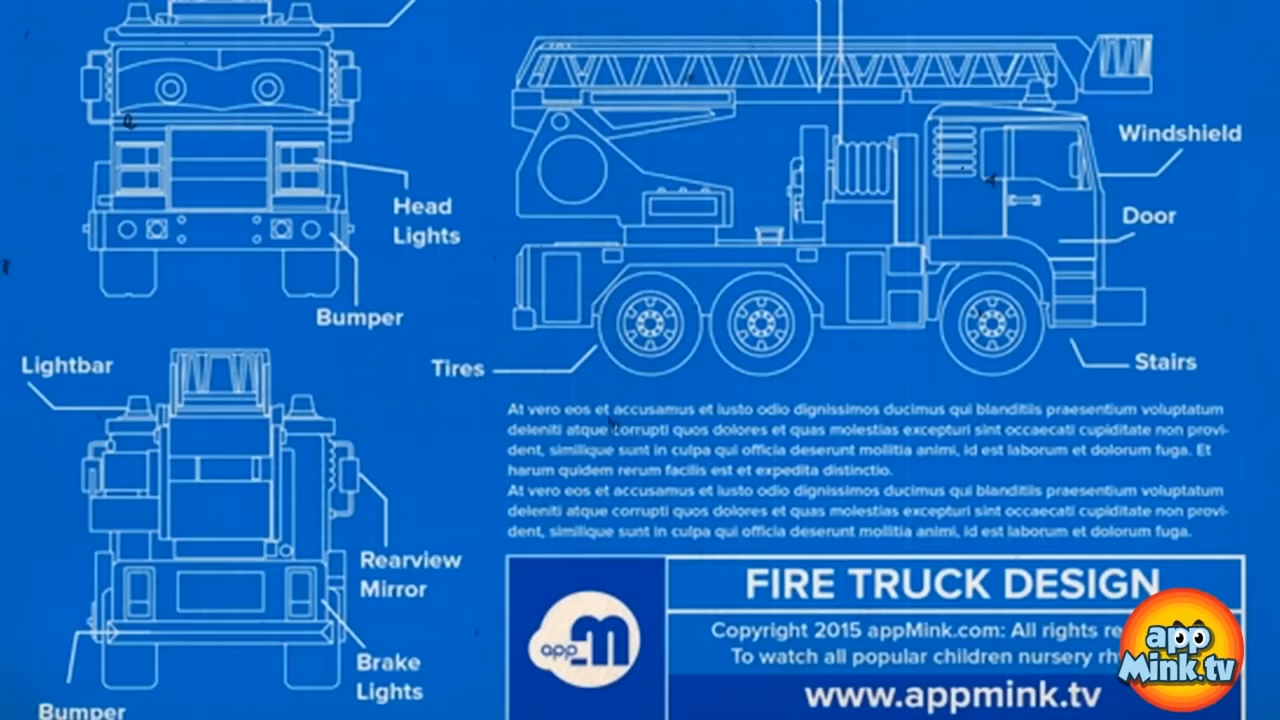 Head
Lights
Bumper
Lightbar
Rearview
Mirror
Brake
Lights
Bumper
Windshield
Door
Tires
Stairs
At vero eos et accusamus et iusto odio dignissimos ducimus qui blanditiis praesentium voluptatum
deleniti atque corrupti quos dolores et quas molestias excepturi sint occaecati cupiditate non provi-
dent, similique sunt in culpa qui officia deserunt mollitia animi, id est laborum et dolorum fuga. Et
harum quidem rerum facilis est et expedita distinctio.
At vero eos et accusamus et iusto odio dignissimos ducimus qui blanditiis praesentium voluptatum
deleniti atque corrupti quos dolores et quas molestias excepturi sint occaecati cupiditate non provi-
dent, similique sunt in culpa qui officia deserunt mollitia animi, id est laborum et dolorum fuga.
app m
FIRE TRUCK DESIGN
Copyright 2015 appMink.com: All rights
To watch all popular children nursery
www.appmink.tv
app
Mink.tv